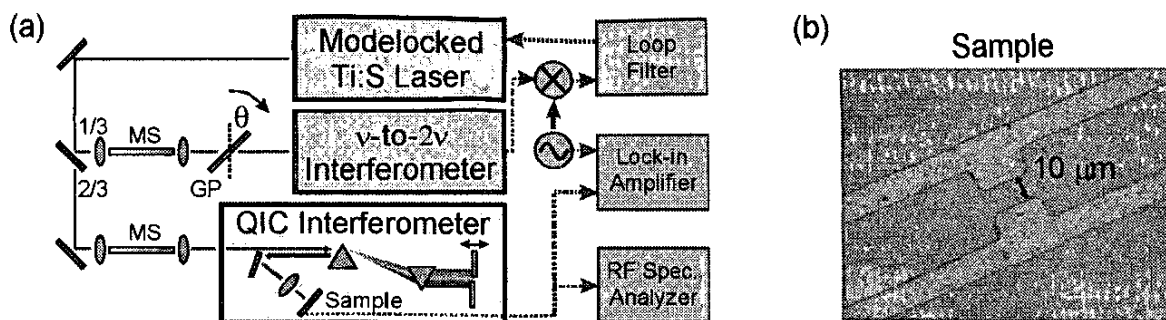 (a)
Modelocked
Ti:S Laser
Loop
Filter
1/3
MS
θ
GP
ν-to-2ν
Interferometer
Lock-in
Amplifier
2/3
MS
QIC Interferometer
Sample
RF Spec.
Analyzer
(b)
Sample
10 μm